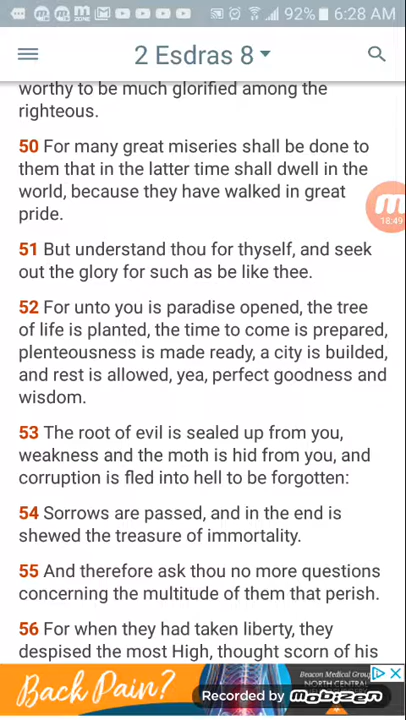 92% 6:28 AM
2 Esdras 8
worthy to be much glorified among the
righteous.
50 For many great miseries shall be done to
them that in the latter time shall dwell in the
world, because they have walked in great
pride.
51 But understand thou for thyself, and seek
out the glory for such as be like thee.
52 For unto you is paradise opened, the tree
of life is planted, the time to come is prepared,
plenteousness is made ready, a city is builded,
and rest is allowed, yea, perfect goodness and
wisdom.
53 The root of evil is sealed up from you,
weakness and the moth is hid from you, and
corruption is fled into hell to be forgotten:
54 Sorrows are passed, and in the end is
shewed the treasure of immortality.
55 And therefore ask thou no more questions
concerning the multitude of them that perish.
56 For when they had taken liberty, they
despised the most High, thought scorn of his
18:49
Back Pain?
Beacon Medical Group
NORTH CENTRAL
Recorded by mobizen